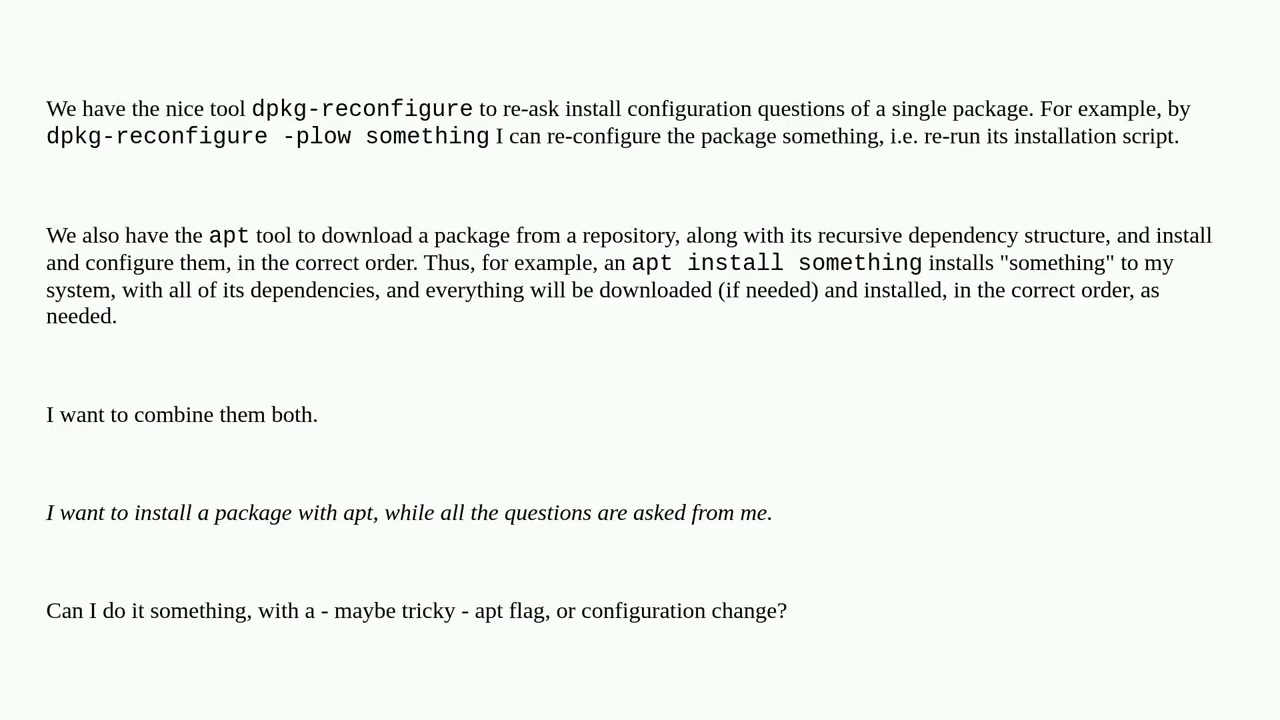 We have the nice tool dpkg-reconfigure to re-ask install configuration questions of a single package. For example, by
dpkg-reconfigure -plow something I can re-configure the package something, i.e. re-run its installation script.
We also have the apt tool to download a package from a repository, along with its recursive dependency structure, and install
and configure them, in the correct order. Thus, for example, an apt install something installs "something" to my
system, with all of its dependencies, and everything will be downloaded (if needed) and installed, in the correct order, as
needed.
I want to combine them both.
I want to install a package with apt, while all the questions are asked from me.
Can I do it something, with a - maybe tricky - apt flag, or configuration change?